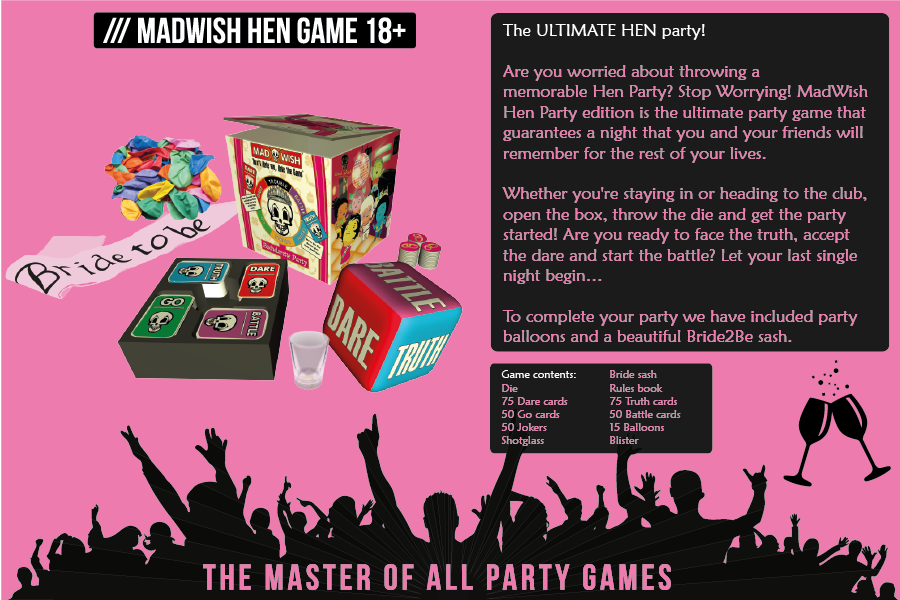 /// MADWISH HEN GAME 18+
The ULTIMATE HEN party!
Are you worried about throwing a
memorable Hen Party? Stop Worrying! MadWish
Hen Party edition is the ultimate party game that
guarantees a night that you and your friends will
remember for the rest of your lives.
Whether you're staying in or heading to the club,
open the box, throw the die and get the party
started! Are you ready to face the truth, accept
the dare and start the battle? Let your last single
night begin...
To complete your party we have included party
balloons and a beautiful Bride2Be sash.
Game contents:
Die
75 Dare cards
50 Go cards
50 Jokers
Shotglass
Bride sash
Rules book
75 Truth cards
50 Battle cards
15 Balloons
Blister
MAD WISH
TROUBLE
Bachelorette Party
Bride to be
TRUTH
DARE
GO
BATTLE
BATTLE
DARE
TRUTH
THE MASTER OF ALL PARTY GAMES